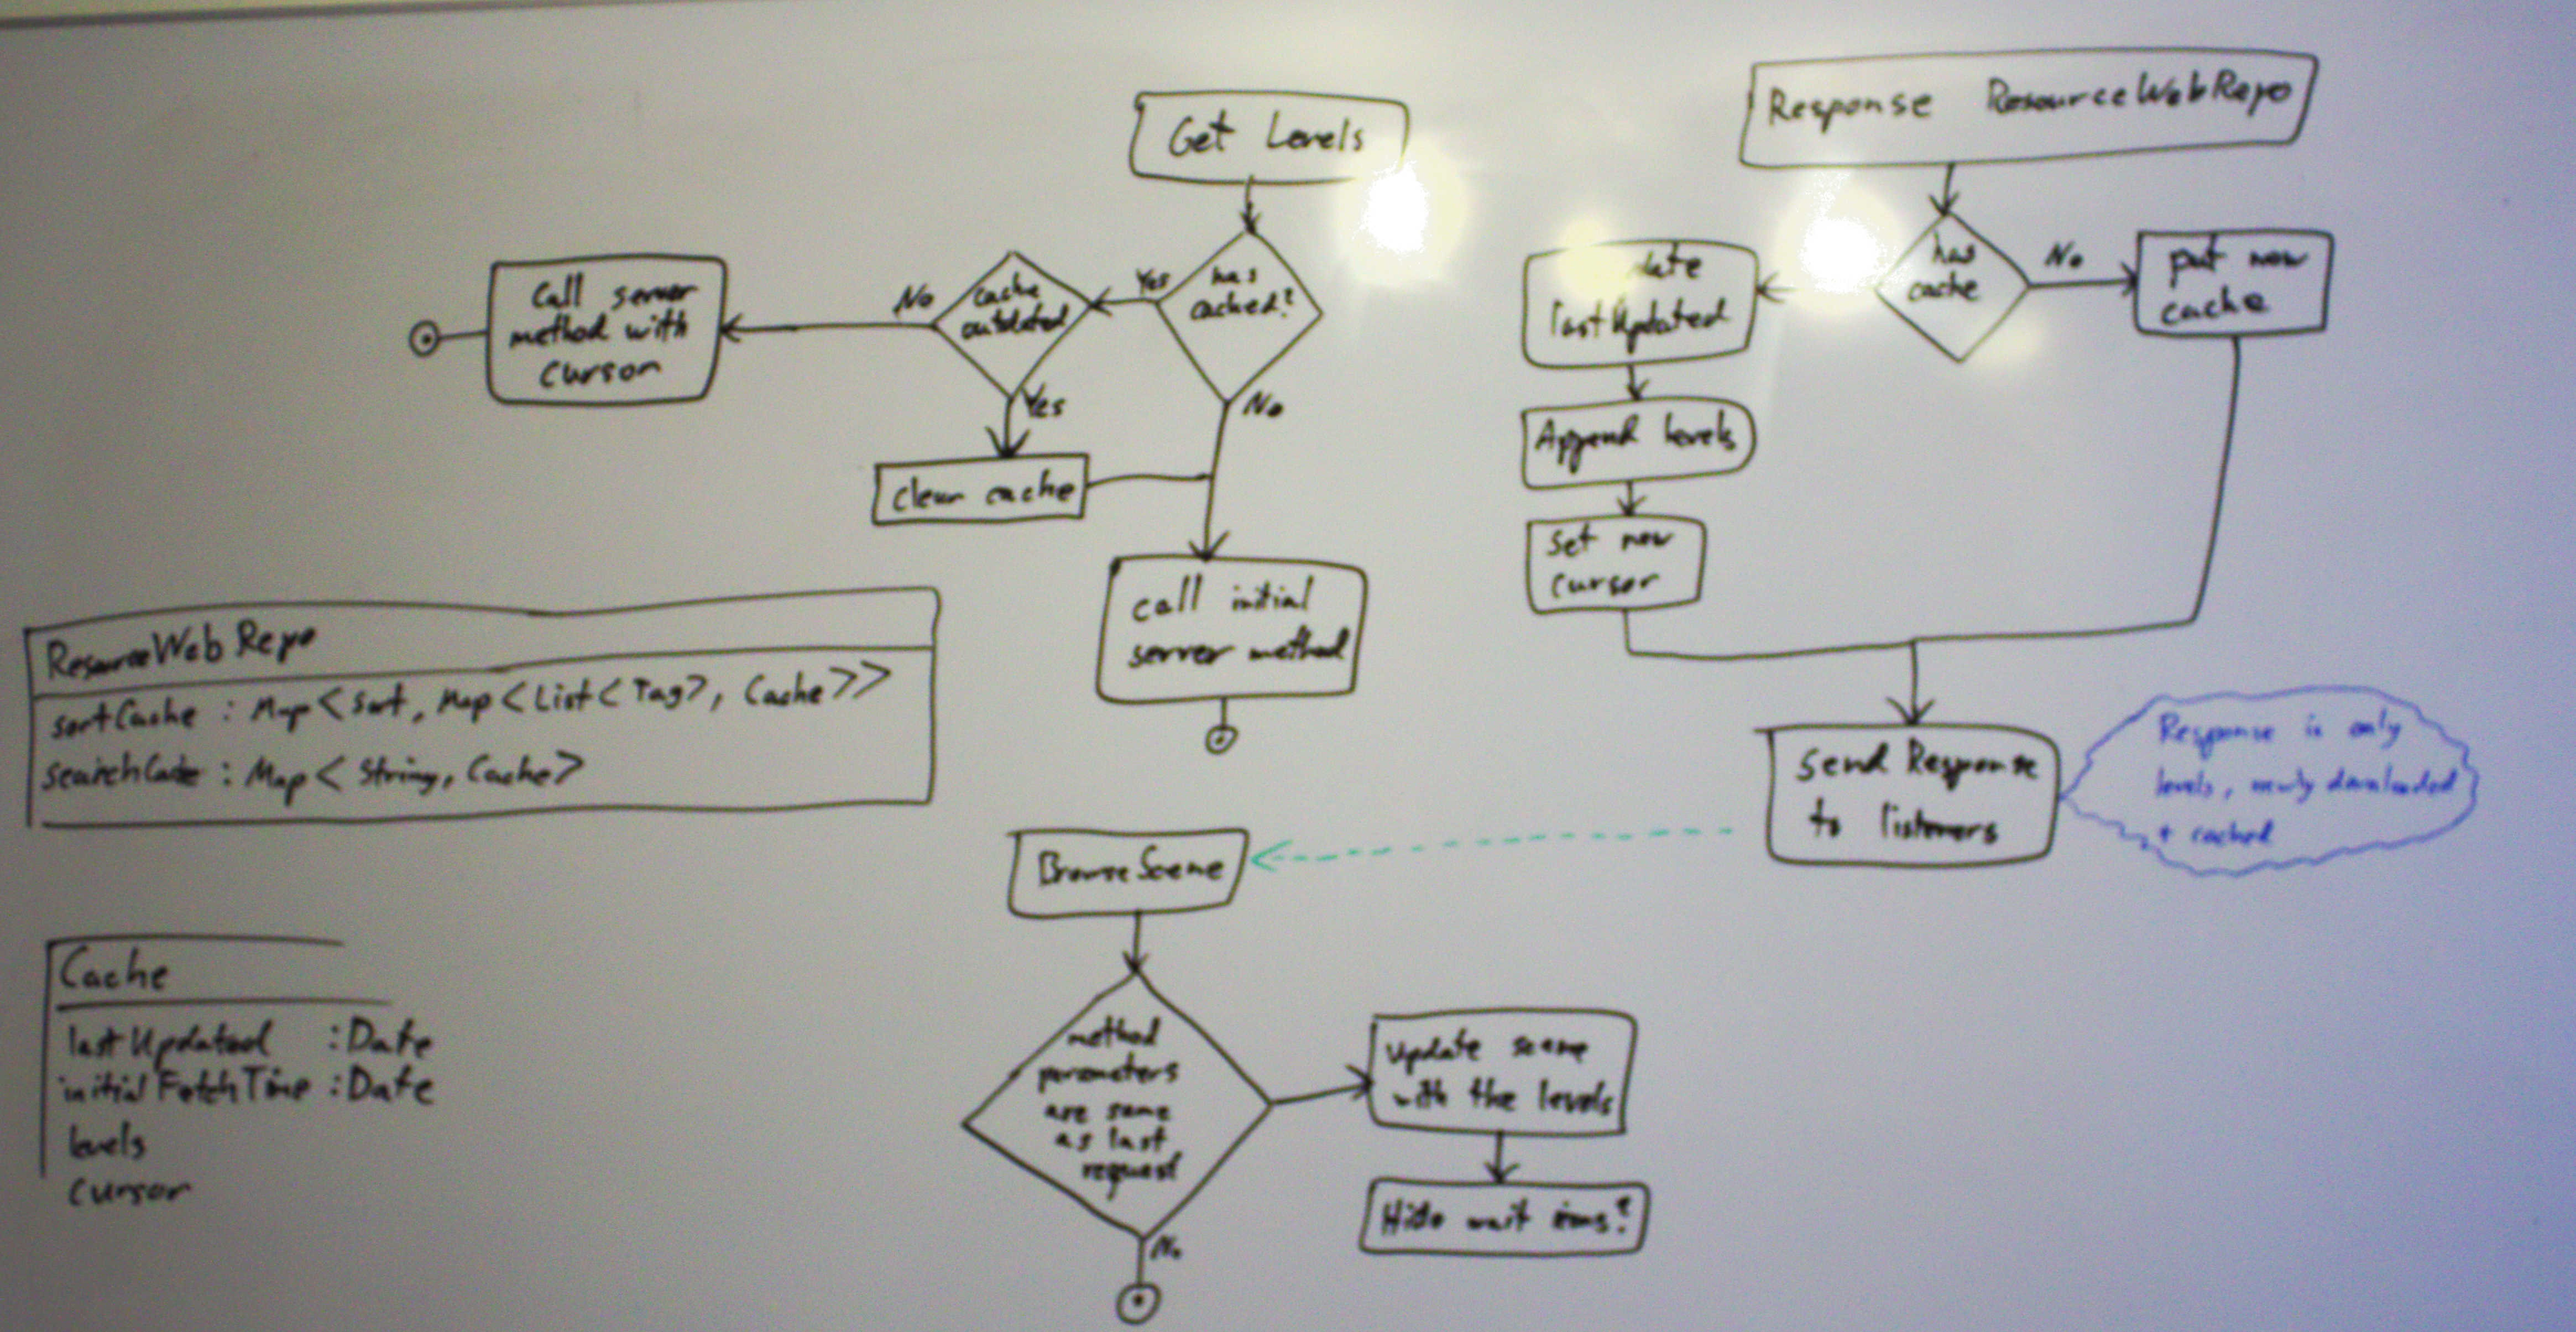 Get Levels
has
cached?
Yes
No
cache
outdated
No
Yes
Call server
method with
cursor
clear cache
call initial
server method
Response ResourceWebRepo
has
cache
No
put new
cache
date
lastUpdated
Append levels
set new
cursor
send Response
to listeners
Response is only
levels, newly downloaded
+ cached
ResourceWebRepo
sortCache : Map<Sort, Map<List<Tag>, Cache>>
searchCache : Map<String, Cache>
Cache
lastUpdated : Date
initialFetchTime : Date
levels
cursor
BrowseScene
method
parameters
are same
as last
request
No
Update scene
with the levels
Hide wait